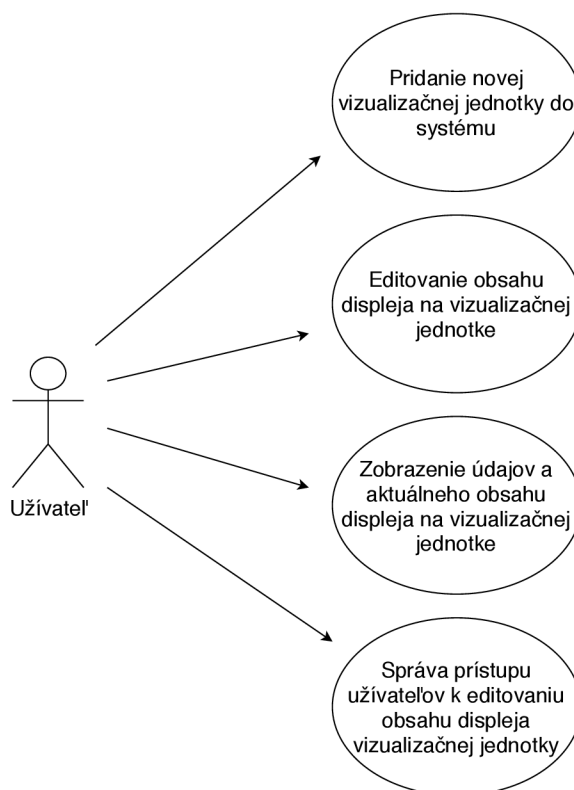 Pridanie novej
vizualizačnej jednotky do
systému
Editovanie obsahu
displeja na vizualizačnej
jednotke
Zobrazenie údajov a
aktuálneho obsahu
displeja na vizualizačnej
jednotke
Užívateľ
Správa prístupu
užívateľov k editovaniu
obsahu displeja
vizualizačnej jednotky